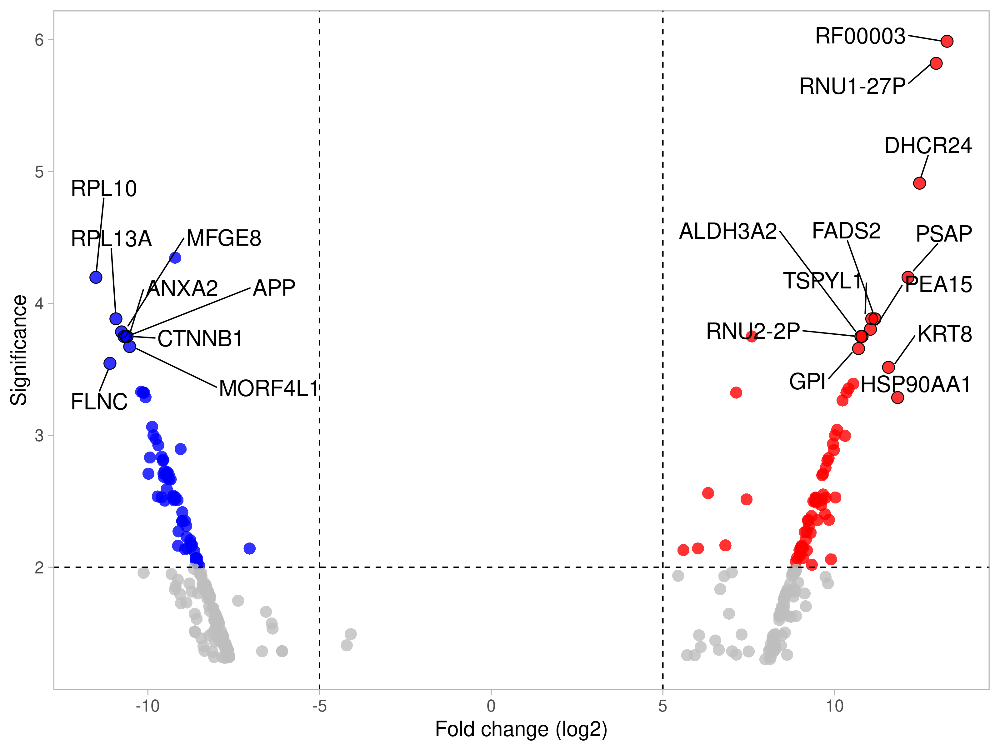 RF00003
RNU1-27P
DHCR24
RPL10
RPL13A
MFGE8
ANXA2
APP
CTNNB1
MORF4L1
FLNC
ALDH3A2
FADS2
PSAP
TSPYL1
PEA15
RNU2-2P
KRT8
GPI
HSP90AA1
6
5
4
3
2
Significance
-10
-5
0
5
10
Fold change (log2)